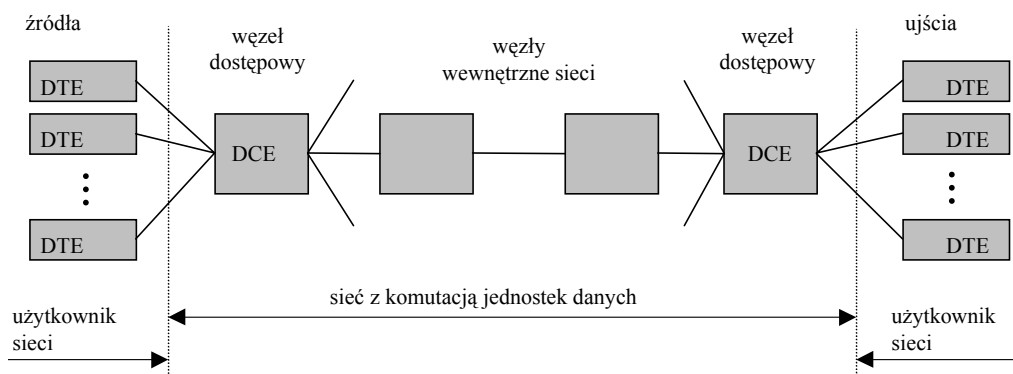 źródła
węzeł
dostępowy
węzły
wewnętrzne sieci
węzeł
dostępowy
ujścia
DTE
DTE
DTE
DCE
DCE
DTE
DTE
DTE
sieć z komutacją jednostek danych
użytkownik
sieci
użytkownik
sieci